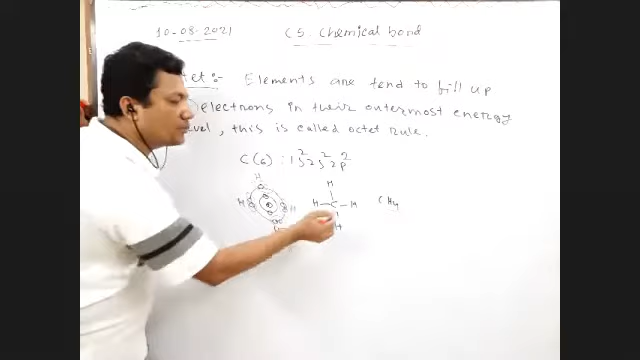 10-08-2021 C5. Chemical bond
tet :- Elements are tend to fill up
electrons in their outermost energy
level, this is called octet rule.
C(6) : 1s² 2s² 2p²
H H
H H H C H CH4
H